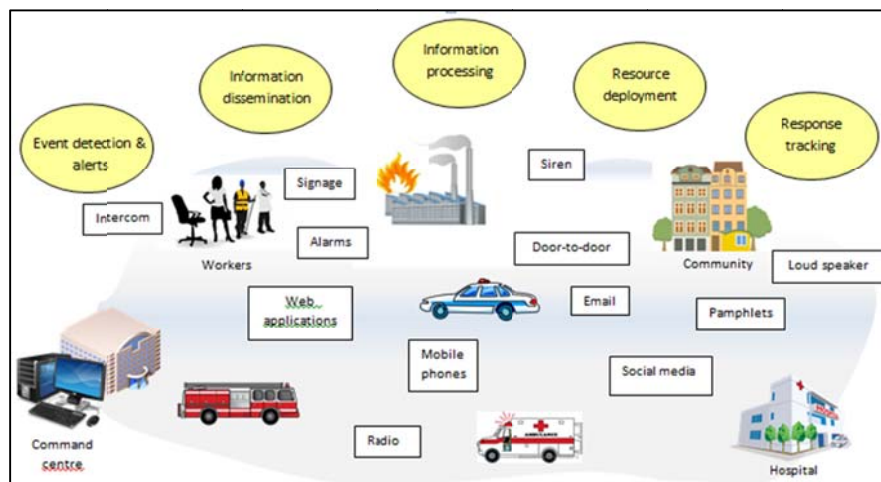 Information
processing
Information
dissemination
Resource
deployment
Event detection &
alerts
Response
tracking
Siren
Signage
Intercom
Alarms
Door-to-door
Workers
Community
Loud speaker
Web
applications
Email
Pamphlets
Mobile
phones
Social media
Command
centre
Radio
AMBULANCE
Hospital